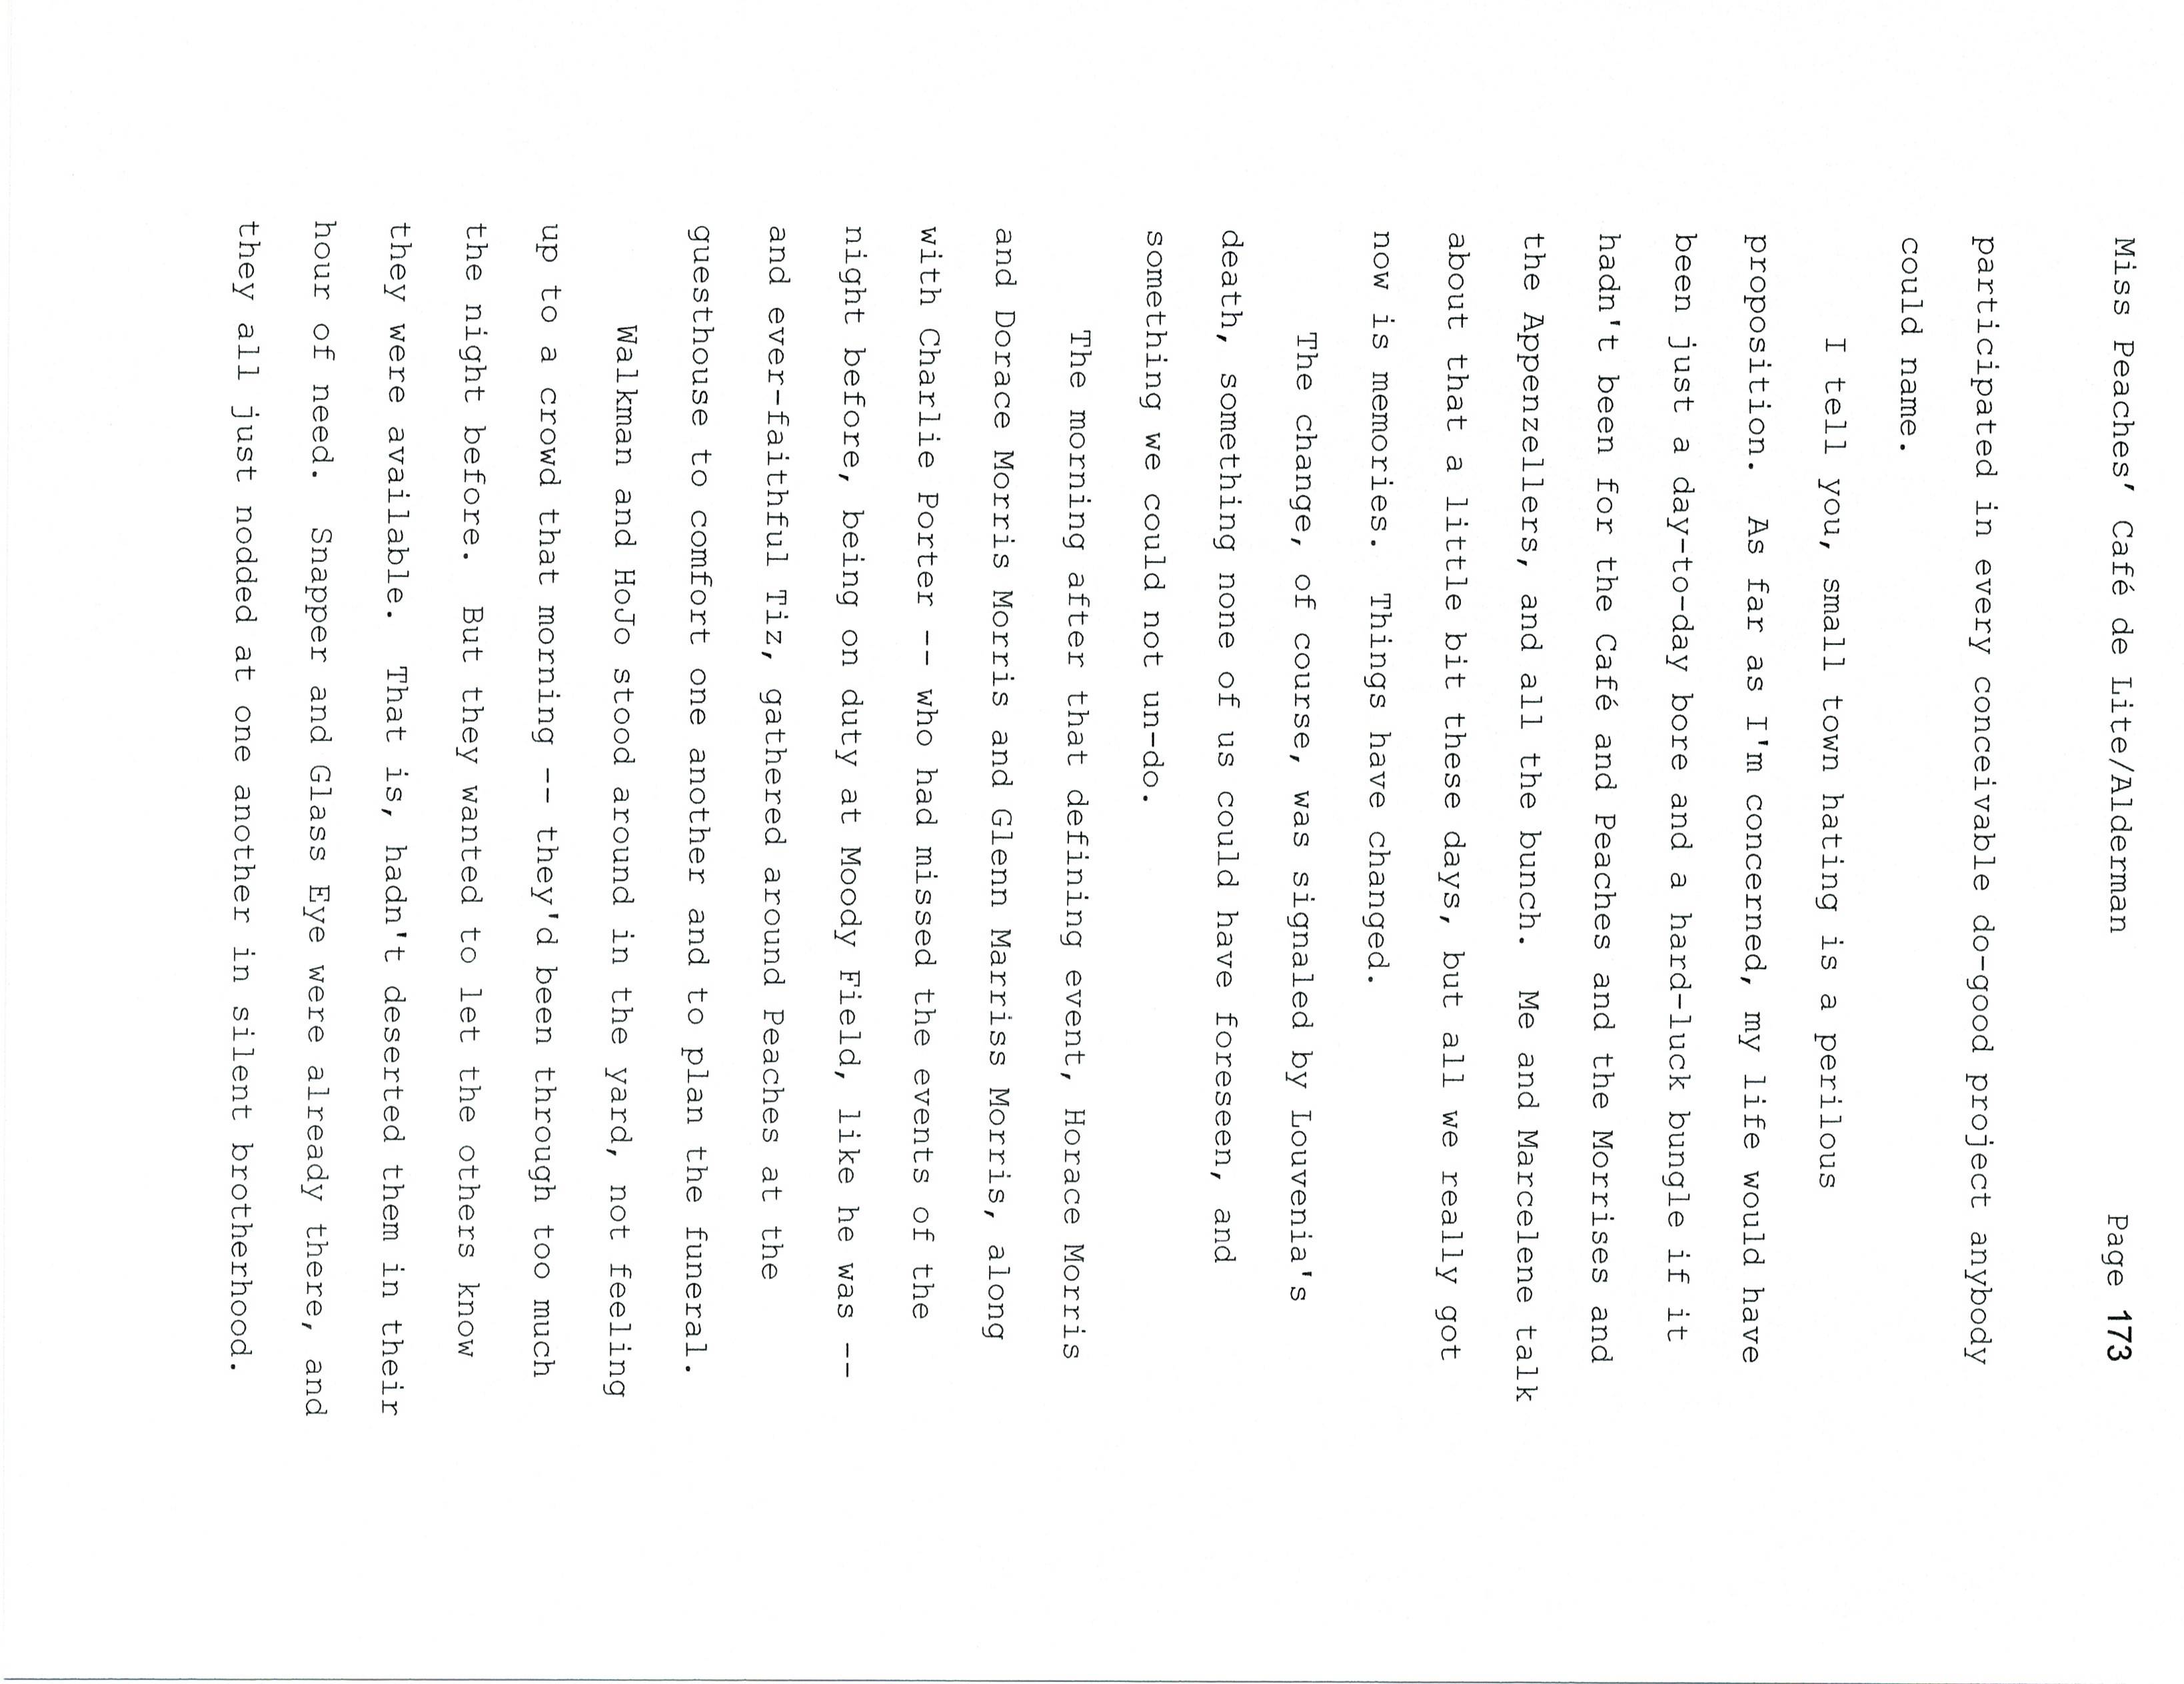 Miss Peaches’ Café de Lite/Alderman Page 173
participated in every conceivable do-good project anybody
could name.
I tell you, small town hating is a perilous
proposition. As far as I'm concerned, my life would have
been just a day-to-day bore and a hard-luck bungle if it
hadn't been for the Café and Peaches and the Morrises and
the Appenzellers, and all the bunch. Me and Marcelene talk
about that a little bit these days, but all we really got
now is memories. Things have changed.
The change, of course, was signaled by Louvenia's
death, something none of us could have foreseen, and
something we could not un-do.
The morning after that defining event, Horace Morris
and Dorace Morris Morris and Glenn Marriss Morris, along
with Charlie Porter -- who had missed the events of the
night before, being on duty at Moody Field, like he was --
and ever-faithful Tiz, gathered around Peaches at the
guesthouse to comfort one another and to plan the funeral.
Walkman and HoJo stood around in the yard, not feeling
up to a crowd that morning -- they'd been through too much
the night before. But they wanted to let the others know
they were available. That is, hadn't deserted them in their
hour of need. Snapper and Glass Eye were already there, and
they all just nodded at one another in silent brotherhood.